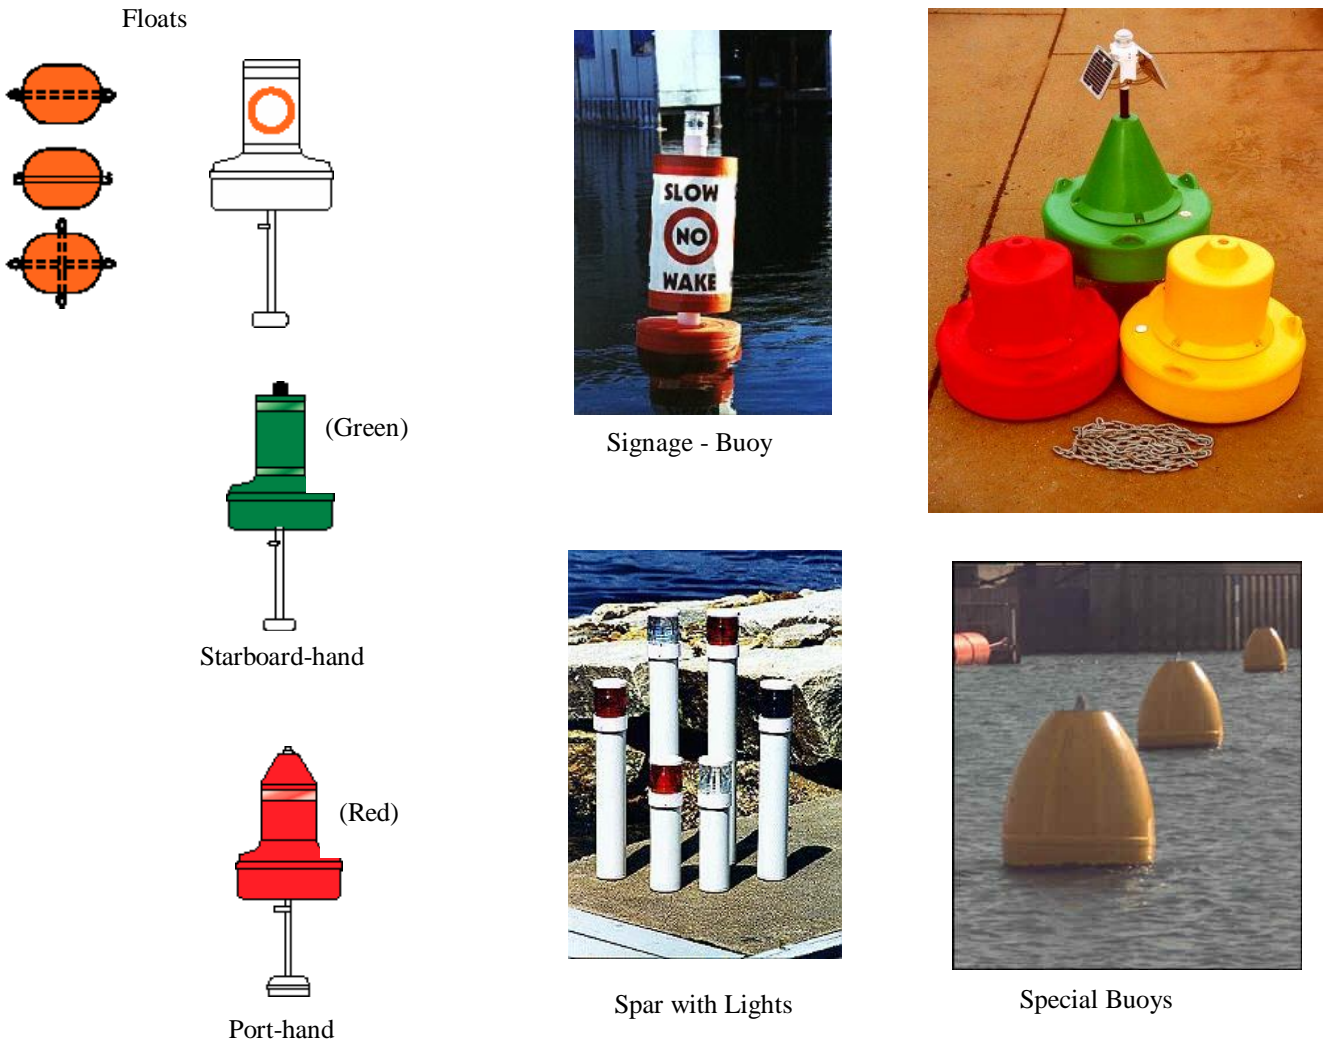 Floats
SLOW
NO
WAKE
(Green)
Signage - Buoy
Starboard-hand
(Red)
Port-hand
Spar with Lights
Special Buoys